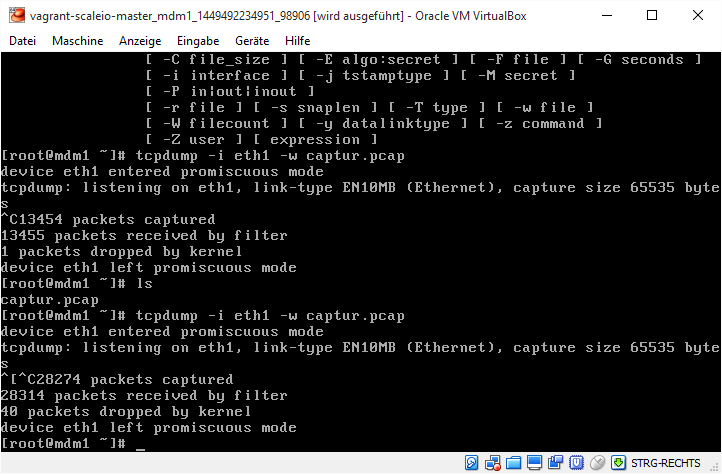 vagrant-scaleio-master_mdm1_1449492234951_98906 [wird ausgeführt] - Oracle VM VirtualBox
Datei Maschine Anzeige Eingabe Geräte Hilfe
[ -C file_size ] [ -E algo:secret ] [ -F file ] [ -G seconds ]
[ -i interface ] [ -j tstamptype ] [ -M secret ]
[ -P in|out|inout ]
[ -r file ] [ -s snaplen ] [ -T type ] [ -w file ]
[ -W filecount ] [ -y datalinktype ] [ -z command ]
[ -Z user ] [ expression ]
[root@mdm1 ~]# tcpdump -i eth1 -w captur.pcap
device eth1 entered promiscuous mode
tcpdump: listening on eth1, link-type EN10MB (Ethernet), capture size 65535 byte
s
^C13454 packets captured
13455 packets received by filter
1 packets dropped by kernel
device eth1 left promiscuous mode
[root@mdm1 ~]# ls
captur.pcap
[root@mdm1 ~]# tcpdump -i eth1 -w captur.pcap
device eth1 entered promiscuous mode
tcpdump: listening on eth1, link-type EN10MB (Ethernet), capture size 65535 byte
s
^[^C28274 packets captured
28314 packets received by filter
40 packets dropped by kernel
device eth1 left promiscuous mode
[root@mdm1 ~]# _
STRG-RECHTS